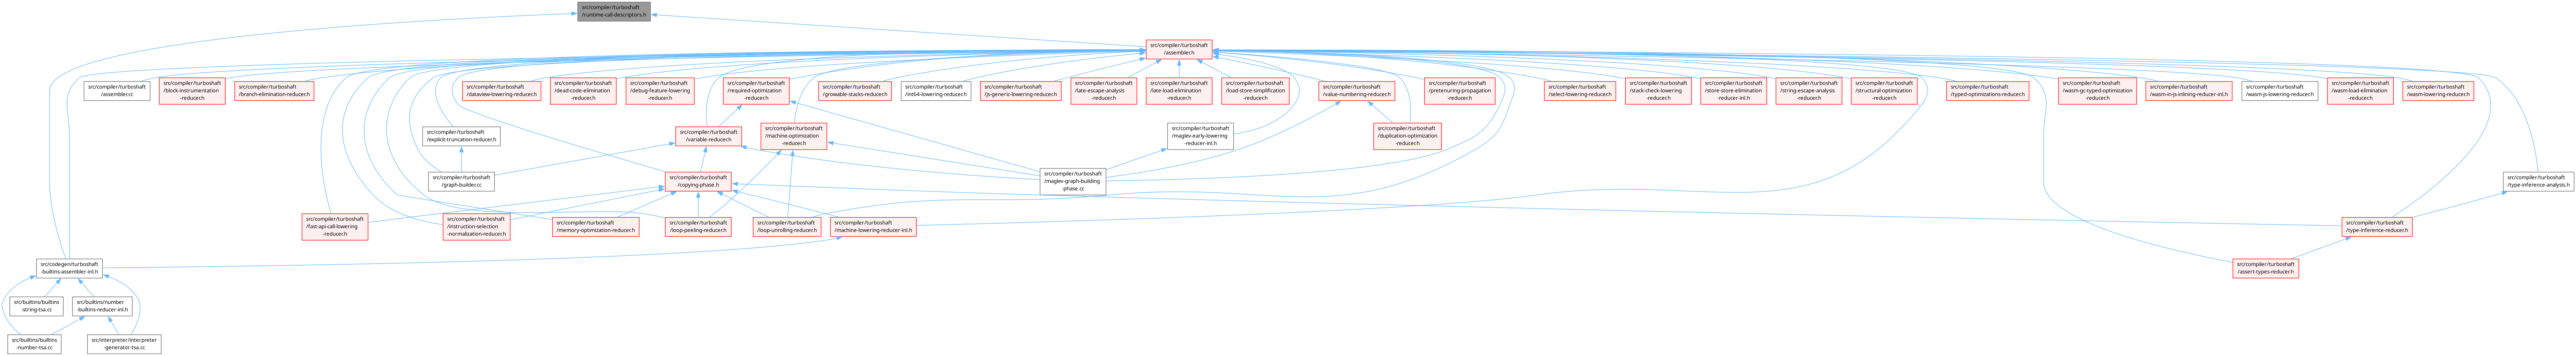 src/compiler/turboshaft
/runtime-call-descriptors.h
src/compiler/turboshaft
/assembler.h
src/compiler/turboshaft
/assembler.cc
src/compiler/turboshaft
/block-instrumentation
-reducer.h
src/compiler/turboshaft
/branch-elimination-reducer.h
src/compiler/turboshaft
/dataview-lowering-reducer.h
src/compiler/turboshaft
/dead-code-elimination
-reducer.h
src/compiler/turboshaft
/debug-feature-lowering
-reducer.h
src/compiler/turboshaft
/required-optimization
-reducer.h
src/compiler/turboshaft
/growable-stacks-reducer.h
src/compiler/turboshaft
/int64-lowering-reducer.h
src/compiler/turboshaft
/js-generic-lowering-reducer.h
src/compiler/turboshaft
/late-escape-analysis
-reducer.h
src/compiler/turboshaft
/late-load-elimination
-reducer.h
src/compiler/turboshaft
/load-store-simplification
-reducer.h
src/compiler/turboshaft
/value-numbering-reducer.h
src/compiler/turboshaft
/pretenuring-propagation
-reducer.h
src/compiler/turboshaft
/select-lowering-reducer.h
src/compiler/turboshaft
/stack-check-lowering
-reducer.h
src/compiler/turboshaft
/store-store-elimination
-reducer-inl.h
src/compiler/turboshaft
/string-escape-analysis
-reducer.h
src/compiler/turboshaft
/structural-optimization
-reducer.h
src/compiler/turboshaft
/typed-optimizations-reducer.h
src/compiler/turboshaft
/wasm-gc-typed-optimization
-reducer.h
src/compiler/turboshaft
/wasm-in-js-inlining-reducer-inl.h
src/compiler/turboshaft
/wasm-js-lowering-reducer.h
src/compiler/turboshaft
/wasm-load-elimination
-reducer.h
src/compiler/turboshaft
/wasm-lowering-reducer.h
src/compiler/turboshaft
/explicit-truncation-reducer.h
src/compiler/turboshaft
/variable-reducer.h
src/compiler/turboshaft
/machine-optimization
-reducer.h
src/compiler/turboshaft
/maglev-early-lowering
-reducer-inl.h
src/compiler/turboshaft
/duplication-optimization
-reducer.h
src/compiler/turboshaft
/graph-builder.cc
src/compiler/turboshaft
/copying-phase.h
src/compiler/turboshaft
/maglev-graph-building
-phase.cc
src/compiler/turboshaft
/type-inference-analysis.h
src/compiler/turboshaft
/fast-api-call-lowering
-reducer.h
src/compiler/turboshaft
/instruction-selection
-normalization-reducer.h
src/compiler/turboshaft
/memory-optimization-reducer.h
src/compiler/turboshaft
/loop-peeling-reducer.h
src/compiler/turboshaft
/loop-unrolling-reducer.h
src/compiler/turboshaft
/machine-lowering-reducer-inl.h
src/compiler/turboshaft
/type-inference-reducer.h
src/codegen/turboshaft
-builtins-assembler-inl.h
src/compiler/turboshaft
/assert-types-reducer.h
src/builtins/builtins
-string-tsa.cc
src/builtins/number
-builtins-reducer-inl.h
src/builtins/builtins
-number-tsa.cc
src/interpreter/interpreter
-generator-tsa.cc